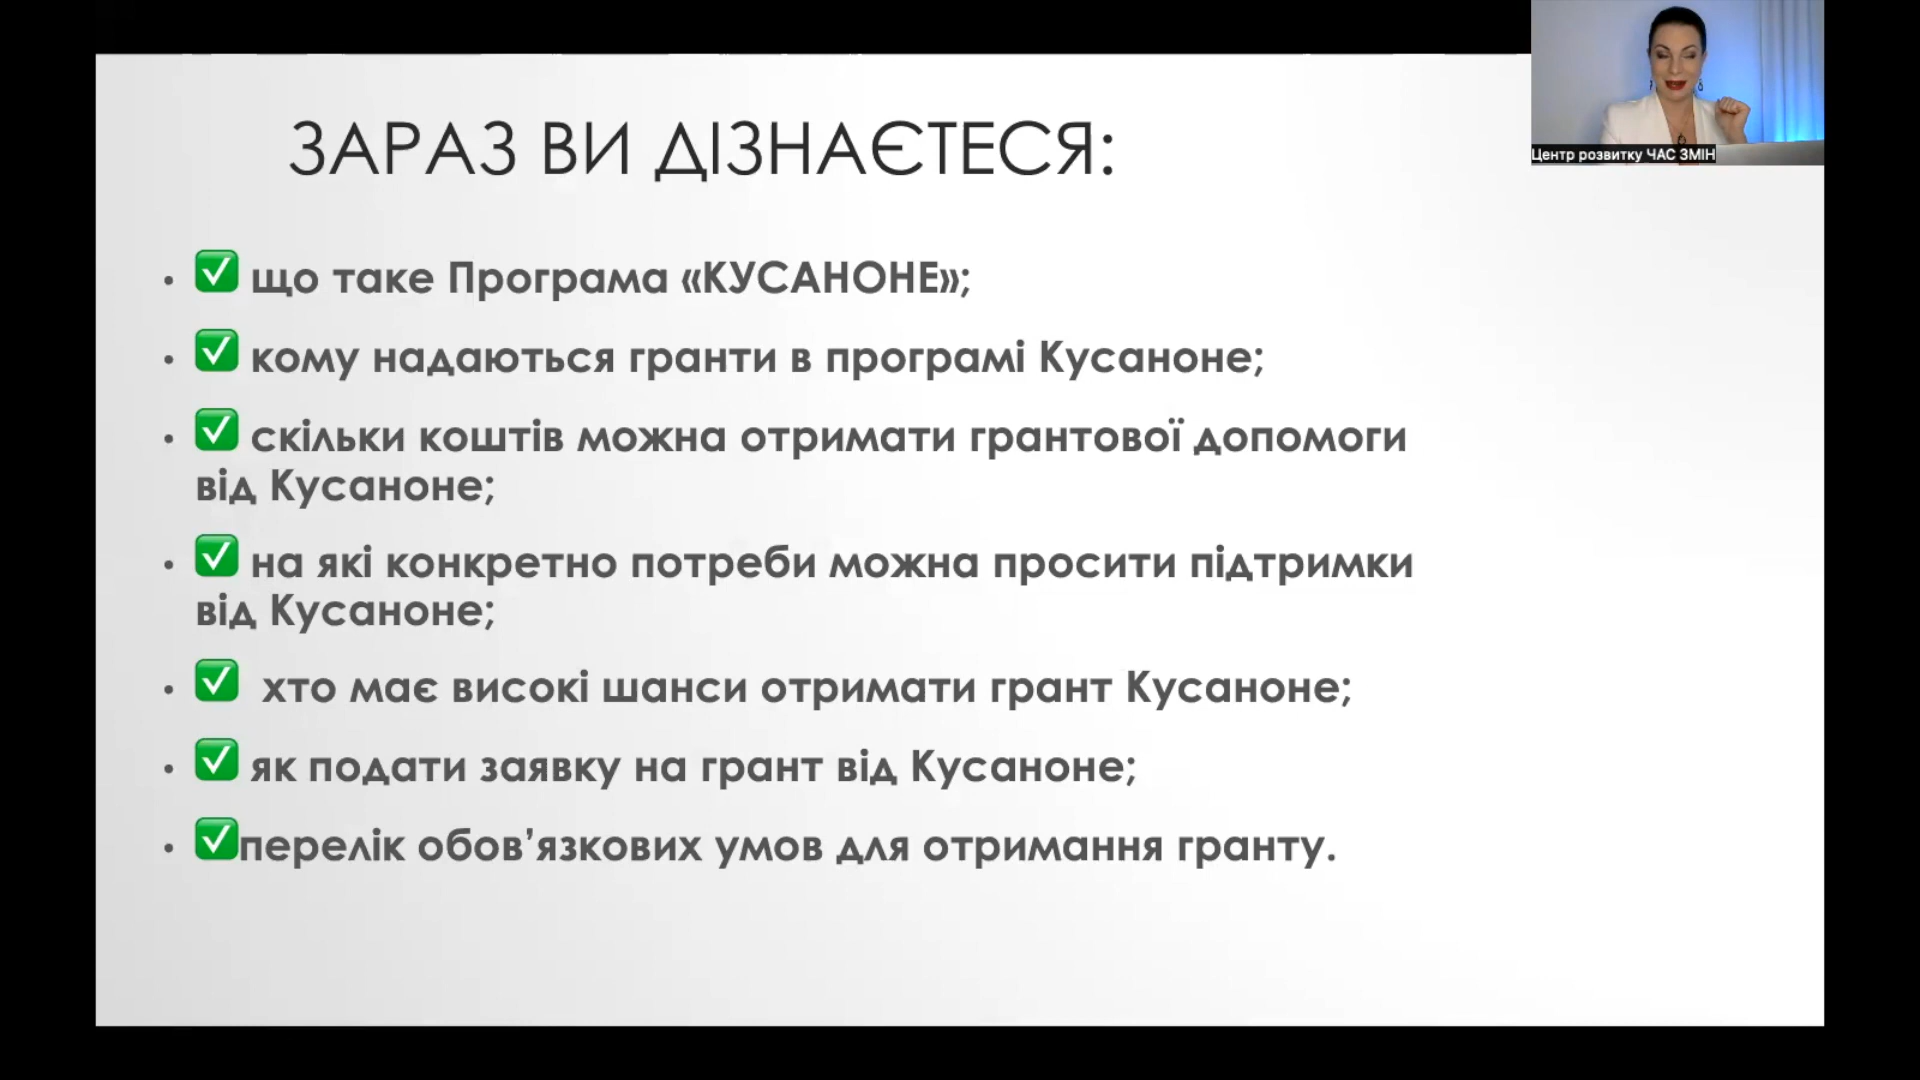 ЗАРАЗ ВИ ДІЗНАЄТЕСЯ:
Центр розвитку ЧАС ЗМІН
• ✅ що таке Програма «КУСАНОНЕ»;
• ✅ кому надаються гранти в програмі Кусаноне;
• ✅ скільки коштів можна отримати грантової допомоги
від Кусаноне;
• ✅ на які конкретно потреби можна просити підтримки
від Кусаноне;
• ✅ хто має високі шанси отримати грант Кусаноне;
• ✅ як подати заявку на грант від Кусаноне;
• ✅перелік обов’язкових умов для отримання гранту.